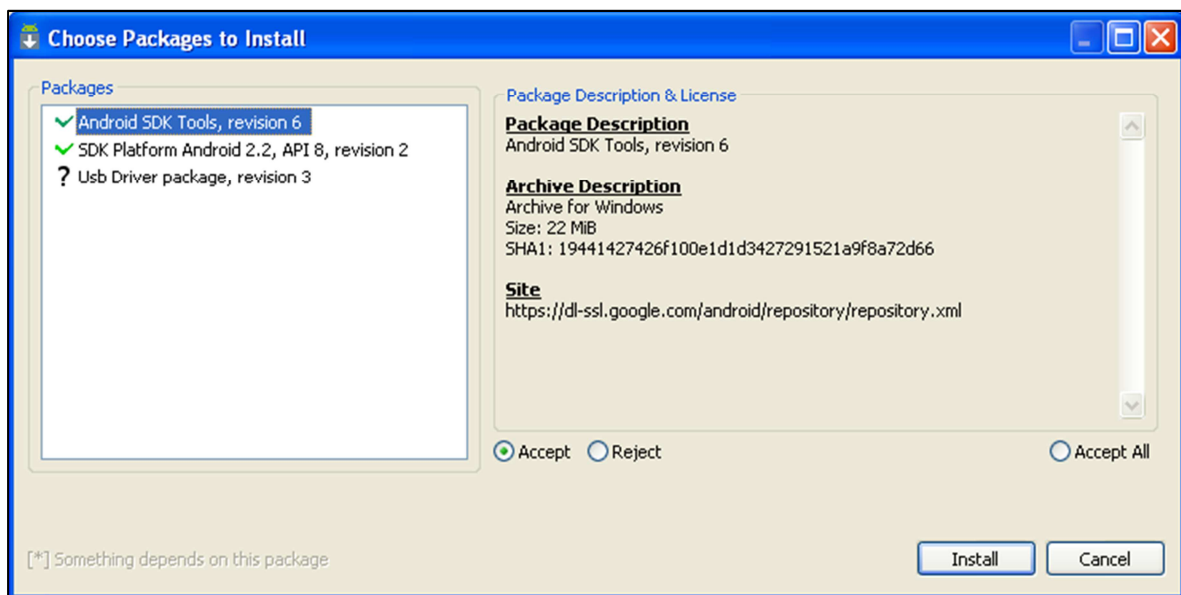 Choose Packages to Install
Packages
Android SDK Tools, revision 6
SDK Platform Android 2.2, API 8, revision 2
? Usb Driver package, revision 3
Package Description & License
Package Description
Android SDK Tools, revision 6
Archive Description
Archive for Windows
Size: 22 MiB
SHA1: 19441427426f100e1d1d3427291521a9f8a72d66
Site
https://dl-ssl.google.com/android/repository/repository.xml
Accept Reject Accept All
[*] Something depends on this package
Install Cancel